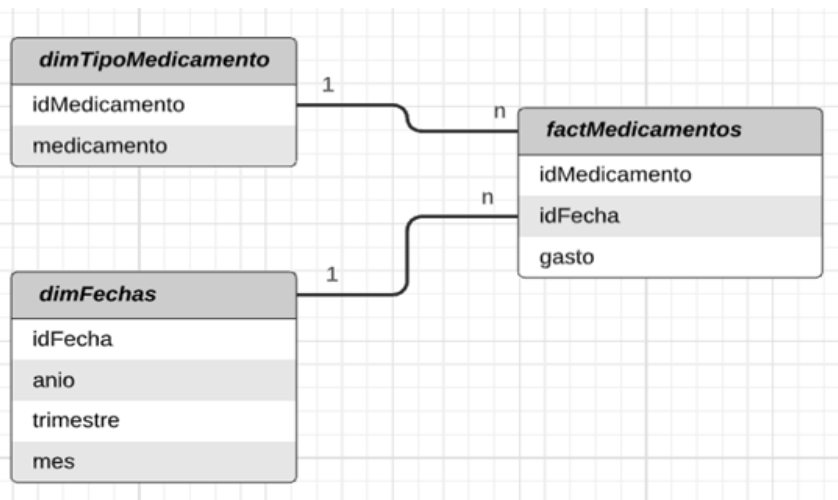 dimTipoMedicamento
idMedicamento
medicamento
1
n
factMedicamentos
idMedicamento
idFecha
gasto
n
1
dimFechas
idFecha
anio
trimestre
mes